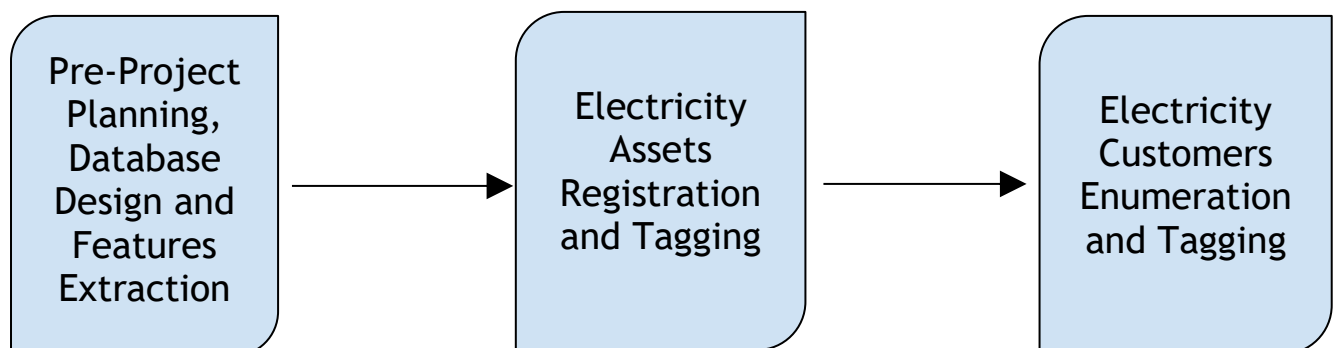 Pre-Project
Planning,
Database
Design and
Features
Extraction
Electricity
Assets
Registration
and Tagging
Electricity
Customers
Enumeration
and Tagging